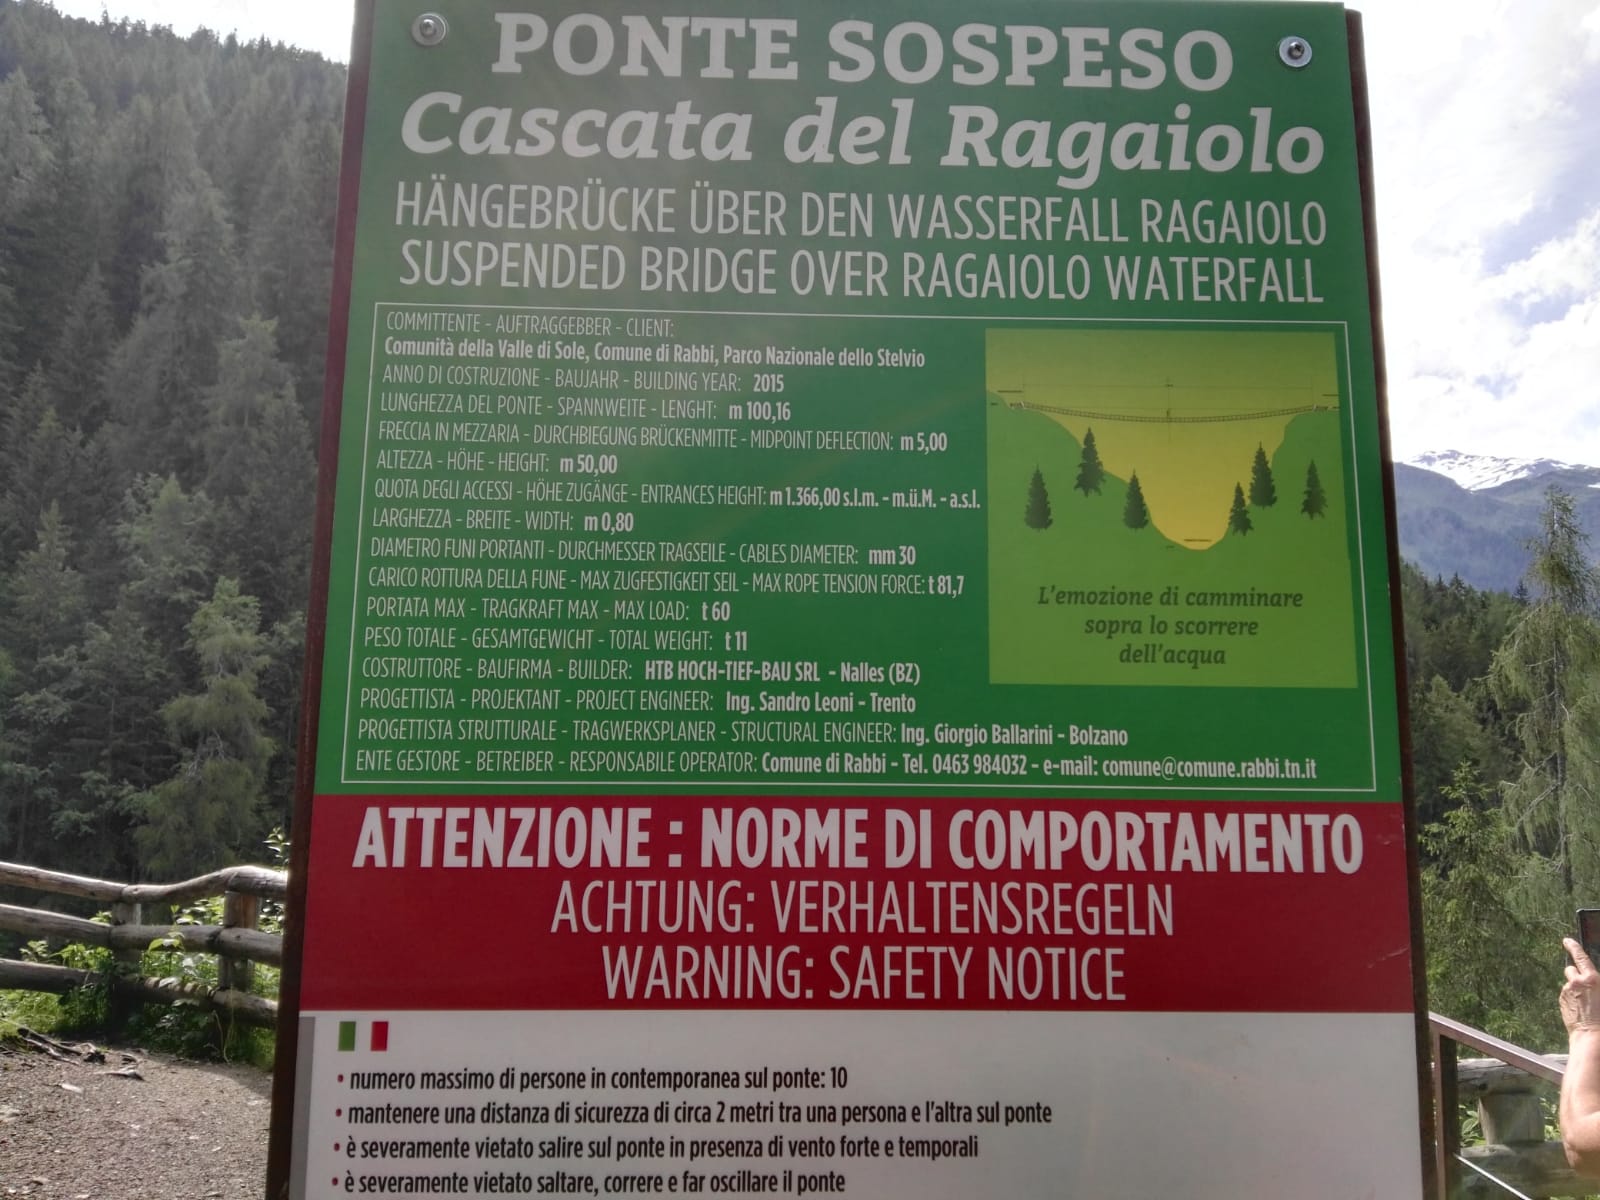 PONTE SOSPESO
Cascata del Ragaiolo
HÄNGEBRÜCKE ÜBER DEN WASSERFALL RAGAIOLO
SUSPENDED BRIDGE OVER RAGAIOLO WATERFALL
COMMITTENTE - AUFTRAGGEBBER - CLIENT:
Comunità della Valle di Sole, Comune di Rabbi, Parco Nazionale dello Stelvio
ANNO DI COSTRUZIONE - BAUJAHR - BUILDING YEAR: 2015
LUNGHEZZA DEL PONTE - SPANNWEITE - LENGHT: m 100,16
FRECCIA IN MEZZARIA - DURCHBIEGUNG BRÜCKENMITTE - MIDPOINT DEFLECTION: m 5,00
ALTEZZA - HÖHE - HEIGHT: m 50,00
QUOTA DEGLI ACCESSI - HÖHE ZUGÄNGE - ENTRANCES HEIGHT: m 1.366,00 s.l.m. - m.ü.M. - a.s.l.
LARGHEZZA - BREITE - WIDTH: m 0,80
DIAMETRO FUNI PORTANTI - DURCHMESSER TRAGSEILE - CABLES DIAMETER: mm 30
CARICO ROTTURA DELLA FUNE - MAX ZUGFESTIGKEIT SEIL - MAX ROPE TENSION FORCE: t 81,7
PORTATA MAX - TRAGKRAFT MAX - MAX LOAD: t 60
PESO TOTALE - GESAMTGEWICHT - TOTAL WEIGHT: t 11
COSTRUTTORE - BAUFIRMA - BUILDER: HTB HOCH-TIEF-BAU SRL - Nalles (BZ)
PROGETTISTA - PROJEKTANT - PROJECT ENGINEER: Ing. Sandro Leoni - Trento
PROGETTISTA STRUTTURALE - TRAGWERKSPLANER - STRUCTURAL ENGINEER: Ing. Giorgio Ballarini - Bolzano
ENTE GESTORE - BETREIBER - RESPONSABILE OPERATOR: Comune di Rabbi - Tel. 0463 984032 - e-mail: comune@comune.rabbi.tn.it
L'emozione di camminare
sopra lo scorrere
dell'acqua
ATTENZIONE : NORME DI COMPORTAMENTO
ACHTUNG: VERHALTENSREGELN
WARNING: SAFETY NOTICE
• numero massimo di persone in contemporanea sul ponte: 10
• mantenere una distanza di sicurezza di circa 2 metri tra una persona e l'altra sul ponte
• è severamente vietato salire sul ponte in presenza di vento forte e temporali
• è severamente vietato saltare, correre e far oscillare il ponte